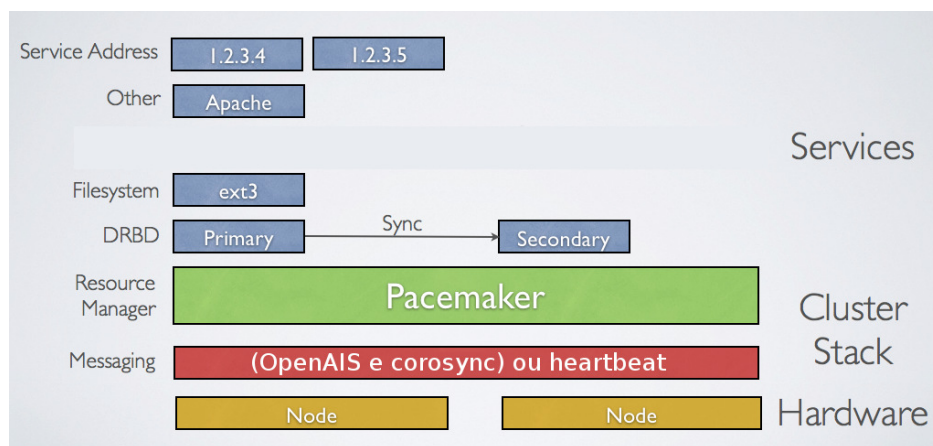 Service Address 1.2.3.4 1.2.3.5
Other Apache
Services
Filesystem ext3
DRBD Primary Sync Secondary
Resource
Manager
Pacemaker
Cluster
Stack
Messaging (OpenAIS e corosync) ou heartbeat
Node Node Hardware